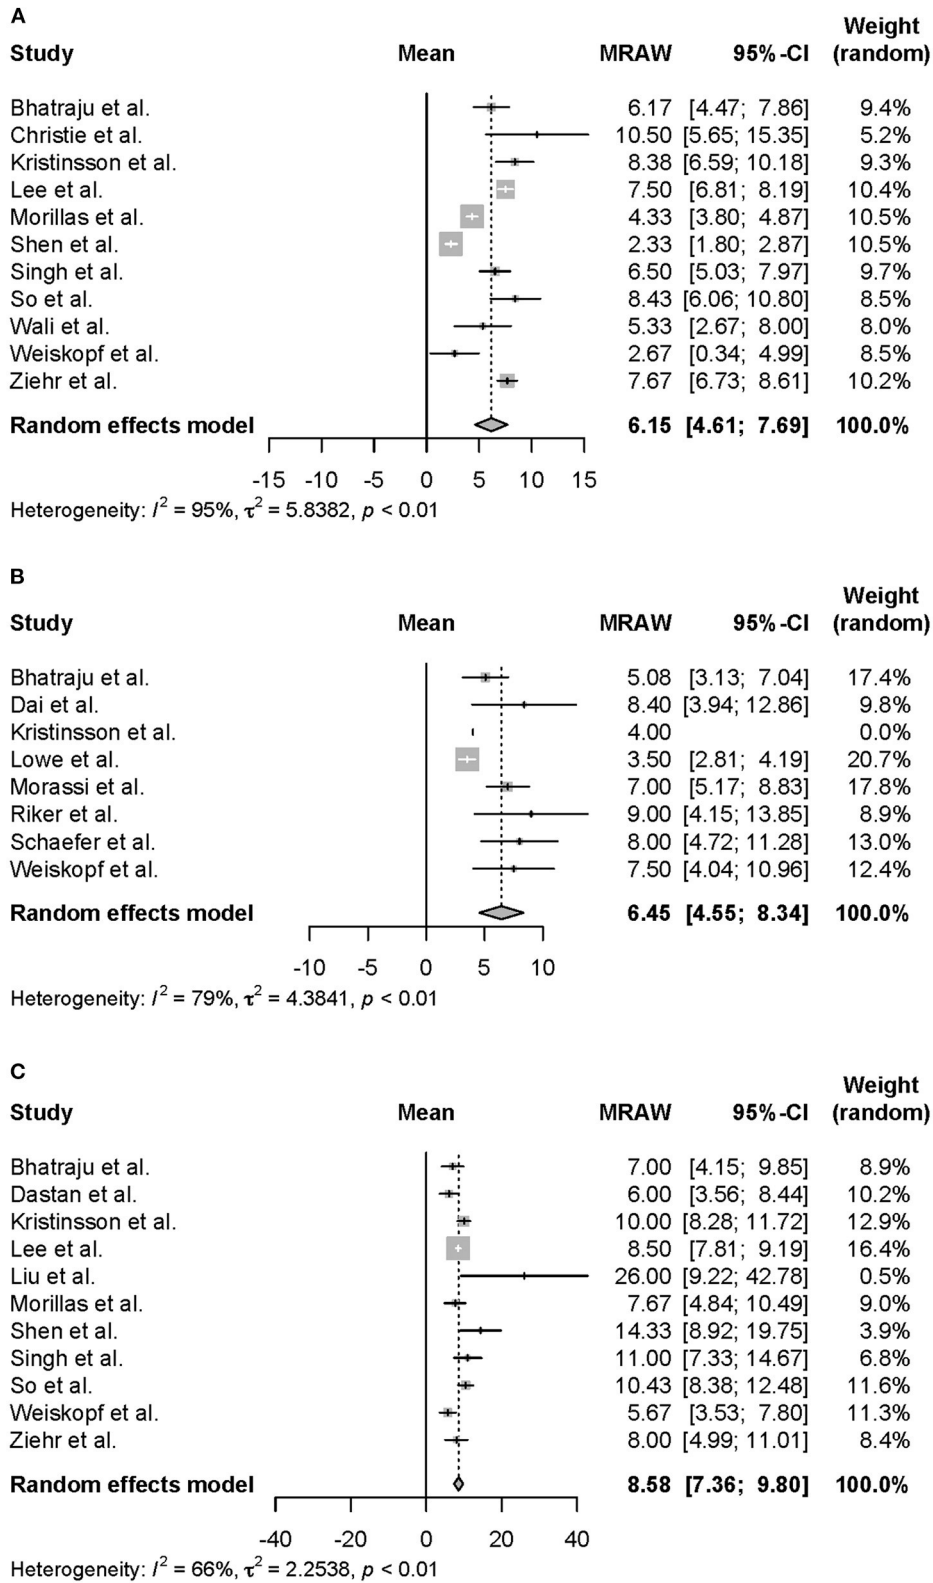 A
Weight
Study Mean MRAW 95%-CI (random)
Bhatraju et al. 6.17 [4.47; 7.86] 9.4%
Christie et al. 10.50 [5.65; 15.35] 5.2%
Kristinsson et al. 8.38 [6.59; 10.18] 9.3%
Lee et al. 7.50 [6.81; 8.19] 10.4%
Morillas et al. 4.33 [3.80; 4.87] 10.5%
Shen et al. 2.33 [1.80; 2.87] 10.5%
Singh et al. 6.50 [5.03; 7.97] 9.7%
So et al. 8.43 [6.06; 10.80] 8.5%
Wali et al. 5.33 [2.67; 8.00] 8.0%
Weiskopf et al. 2.67 [0.34; 4.99] 8.5%
Ziehr et al. 7.67 [6.73; 8.61] 10.2%
Random effects model 6.15 [4.61; 7.69] 100.0%
-15 -10 -5 0 5 10 15
Heterogeneity: I² = 95%, τ² = 5.8382, p < 0.01
B
Weight
Study Mean MRAW 95%-CI (random)
Bhatraju et al. 5.08 [3.13; 7.04] 17.4%
Dai et al. 8.40 [3.94; 12.86] 9.8%
Kristinsson et al. 4.00 0.0%
Lowe et al. 3.50 [2.81; 4.19] 20.7%
Morassi et al. 7.00 [5.17; 8.83] 17.8%
Riker et al. 9.00 [4.15; 13.85] 8.9%
Schaefer et al. 8.00 [4.72; 11.28] 13.0%
Weiskopf et al. 7.50 [4.04; 10.96] 12.4%
Random effects model 6.45 [4.55; 8.34] 100.0%
-10 -5 0 5 10
Heterogeneity: I² = 79%, τ² = 4.3841, p < 0.01
C
Weight
Study Mean MRAW 95%-CI (random)
Bhatraju et al. 7.00 [4.15; 9.85] 8.9%
Dastan et al. 6.00 [3.56; 8.44] 10.2%
Kristinsson et al. 10.00 [8.28; 11.72] 12.9%
Lee et al. 8.50 [7.81; 9.19] 16.4%
Liu et al. 26.00 [9.22; 42.78] 0.5%
Morillas et al. 7.67 [4.84; 10.49] 9.0%
Shen et al. 14.33 [8.92; 19.75] 3.9%
Singh et al. 11.00 [7.33; 14.67] 6.8%
So et al. 10.43 [8.38; 12.48] 11.6%
Weiskopf et al. 5.67 [3.53; 7.80] 11.3%
Ziehr et al. 8.00 [4.99; 11.01] 8.4%
Random effects model 8.58 [7.36; 9.80] 100.0%
-40 -20 0 20 40
Heterogeneity: I² = 66%, τ² = 2.2538, p < 0.01